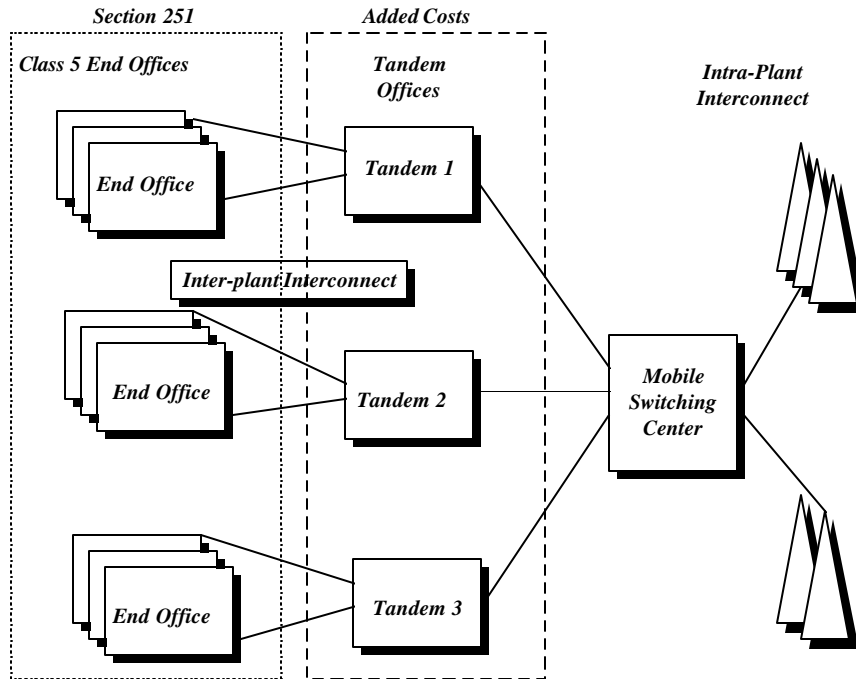 Section 251
Added Costs
Class 5 End Offices
Tandem
Offices
Intra-Plant
Interconnect
End Office
Tandem 1
Inter-plant Interconnect
End Office
Tandem 2
Mobile
Switching
Center
End Office
Tandem 3